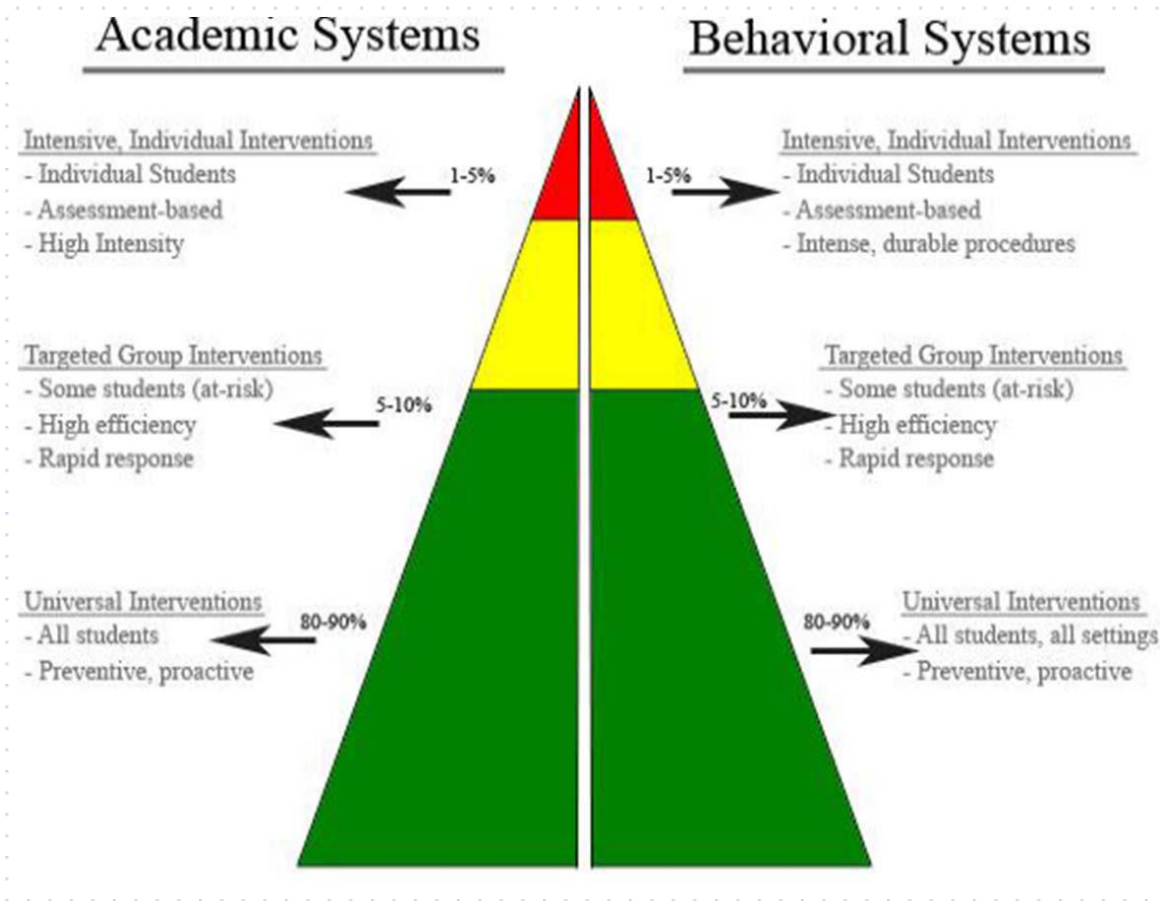 Academic Systems
Intensive, Individual Interventions
- Individual Students
- Assessment-based
- High Intensity
1-5%
Targeted Group Interventions
- Some students (at-risk)
- High efficiency
- Rapid response
5-10%
Universal Interventions
- All students
- Preventive, proactive
80-90%
Behavioral Systems
1-5%
Intensive, Individual Interventions
- Individual Students
- Assessment-based
- Intense, durable procedures
5-10%
Targeted Group Interventions
- Some students (at-risk)
- High efficiency
- Rapid response
80-90%
Universal Interventions
- All students, all settings
- Preventive, proactive